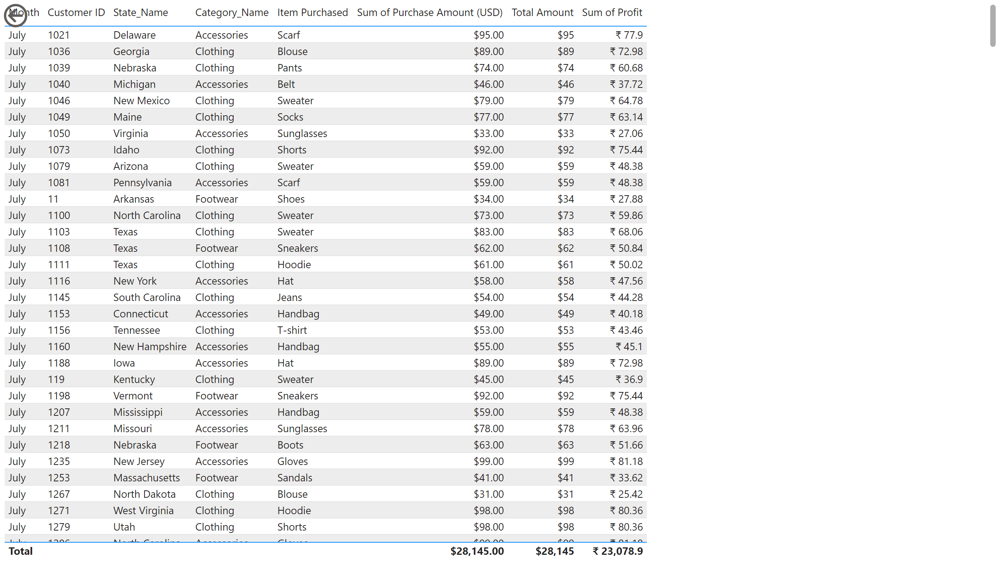 Month Customer ID State_Name Category_Name Item Purchased Sum of Purchase Amount (USD) Total Amount Sum of Profit
July 1021 Delaware Accessories Scarf $95.00 $95 ₹ 77.9
July 1036 Georgia Clothing Blouse $89.00 $89 ₹ 72.98
July 1039 Nebraska Clothing Pants $74.00 $74 ₹ 60.68
July 1040 Michigan Accessories Belt $46.00 $46 ₹ 37.72
July 1046 New Mexico Clothing Sweater $79.00 $79 ₹ 64.78
July 1049 Maine Clothing Socks $77.00 $77 ₹ 63.14
July 1050 Virginia Accessories Sunglasses $33.00 $33 ₹ 27.06
July 1073 Idaho Clothing Shorts $92.00 $92 ₹ 75.44
July 1079 Arizona Clothing Sweater $59.00 $59 ₹ 48.38
July 1081 Pennsylvania Accessories Scarf $59.00 $59 ₹ 48.38
July 11 Arkansas Footwear Shoes $34.00 $34 ₹ 27.88
July 1100 North Carolina Clothing Sweater $73.00 $73 ₹ 59.86
July 1103 Texas Clothing Sweater $83.00 $83 ₹ 68.06
July 1108 Texas Footwear Sneakers $62.00 $62 ₹ 50.84
July 1111 Texas Clothing Hoodie $61.00 $61 ₹ 50.02
July 1116 New York Accessories Hat $58.00 $58 ₹ 47.56
July 1145 South Carolina Clothing Jeans $54.00 $54 ₹ 44.28
July 1153 Connecticut Accessories Handbag $49.00 $49 ₹ 40.18
July 1156 Tennessee Clothing T-shirt $53.00 $53 ₹ 43.46
July 1160 New Hampshire Accessories Handbag $55.00 $55 ₹ 45.1
July 1188 Iowa Accessories Hat $89.00 $89 ₹ 72.98
July 119 Kentucky Clothing Sweater $45.00 $45 ₹ 36.9
July 1198 Vermont Footwear Sneakers $92.00 $92 ₹ 75.44
July 1207 Mississippi Accessories Handbag $59.00 $59 ₹ 48.38
July 1211 Missouri Accessories Sunglasses $78.00 $78 ₹ 63.96
July 1218 Nebraska Footwear Boots $63.00 $63 ₹ 51.66
July 1235 New Jersey Accessories Gloves $99.00 $99 ₹ 81.18
July 1253 Massachusetts Footwear Sandals $41.00 $41 ₹ 33.62
July 1267 North Dakota Clothing Blouse $31.00 $31 ₹ 25.42
July 1271 West Virginia Clothing Hoodie $98.00 $98 ₹ 80.36
July 1279 Utah Clothing Shorts $98.00 $98 ₹ 80.36
July North Carolina Accessories
Total $28,145.00 $28,145 ₹ 23,078.9